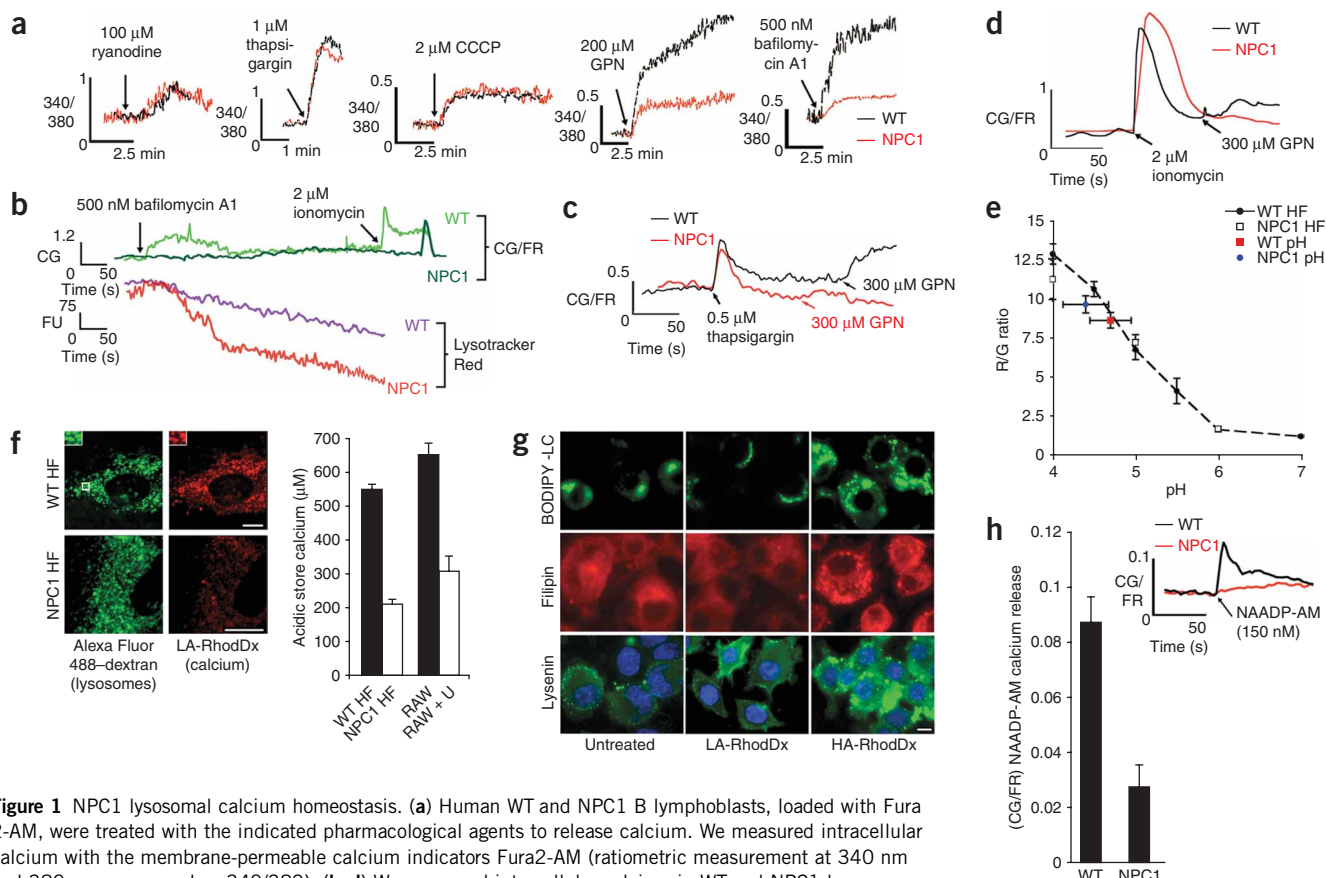 a
100 µM
ryanodine
1
340/
380
0
2.5 min
1 µM
thapsi-
gargin
1
340/
380
0
1 min
2 µM CCCP
0.5
340/
380
0
2.5 min
200 µM
GPN
0.5
340/
380
0
2.5 min
500 nM
bafilomy-
cin A1
0.5
340/
380
0
2.5 min
WT
NPC1
b
500 nM bafilomycin A1
2 µM
ionomycin
WT
CG/FR
NPC1
1.2
CG
0
0 50
Time (s)
75
FU
0
0 50
Time (s)
WT
Lysotracker
Red
NPC1
c
WT
NPC1
0.5
CG/FR
0
50
Time (s)
0.5 µM
thapsigargin
300 µM GPN
300 µM GPN
d
WT
NPC1
1
CG/FR
0
50
Time (s)
2 µM
ionomycin
300 µM GPN
e
WT HF
NPC1 HF
WT pH
NPC1 pH
15
12.5
10
7.5
5
2.5
0
R/G ratio
4 5 6 7
pH
f
WT HF
NPC1 HF
Alexa Fluor
488–dextran
(lysosomes)
LA-RhodDx
(calcium)
Acidic store calcium (µM)
700
600
500
400
300
200
100
0
WT HF
NPC1 HF
RAW
RAW + U
g
BODIPY -LC
Filipin
Lysenin
Untreated LA-RhodDx HA-RhodDx
h
(CG/FR) NAADP-AM calcium release
0.12
0.1
0.08
0.06
0.04
0.02
0
WT NPC1
WT
NPC1
0.1
CG/
FR
0
50
Time (s)
NAADP-AM
(150 nM)
igure 1 NPC1 lysosomal calcium homeostasis. (a) Human WT and NPC1 B lymphoblasts, loaded with Fura
2-AM, were treated with the indicated pharmacological agents to release calcium. We measured intracellular
alcium with the membrane-permeable calcium indicators Fura2-AM (ratiometric measurement at 340 nm